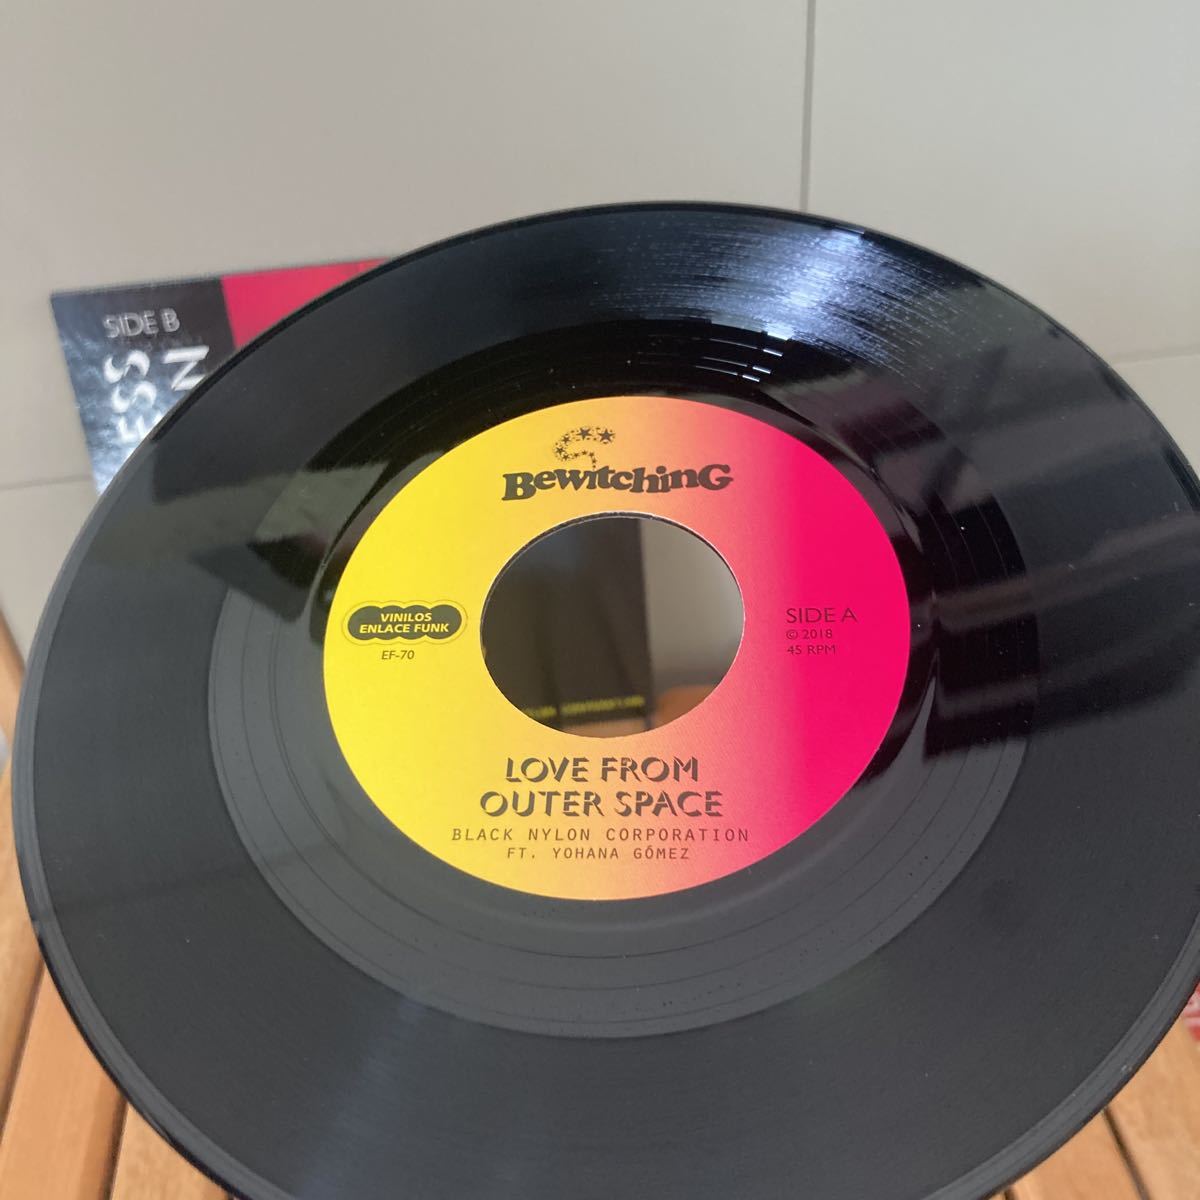 SIDE B
ESS
N
BewitchinG
VINILOS
ENLACE FUNK
EF-70
SIDE A
© 2018
45 RPM
LOVE FROM
OUTER SPACE
BLACK NYLON CORPORATION
FT. YOHANA GÓMEZ